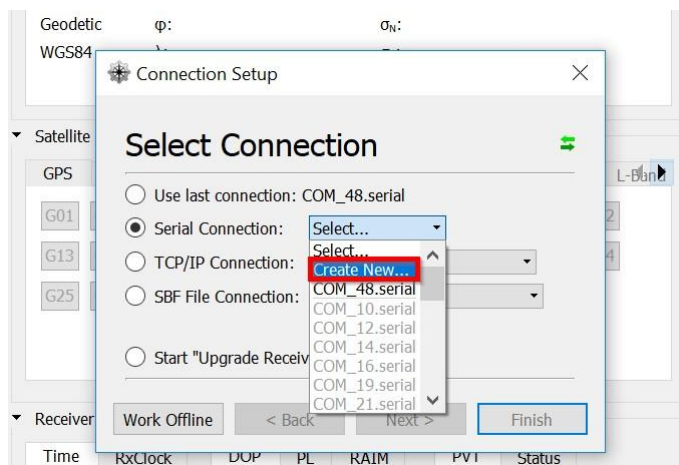 Geodetic φ: σN:
WGS84
Connection Setup
Satellite
Select Connection
GPS
L-Band
Use last connection: COM_48.serial
G01
2
Serial Connection: Select...
Select...
G13
4
TCP/IP Connection:
Create New...
G25
SBF File Connection:
COM_48.serial
COM_10.serial
COM_12.serial
COM_14.serial
Start "Upgrade Receiv
COM_16.serial
COM_19.serial
COM_21.serial
Receiver
Work Offline < Back Next > Finish
Time RxClock DOP PL RAIM PVT Status